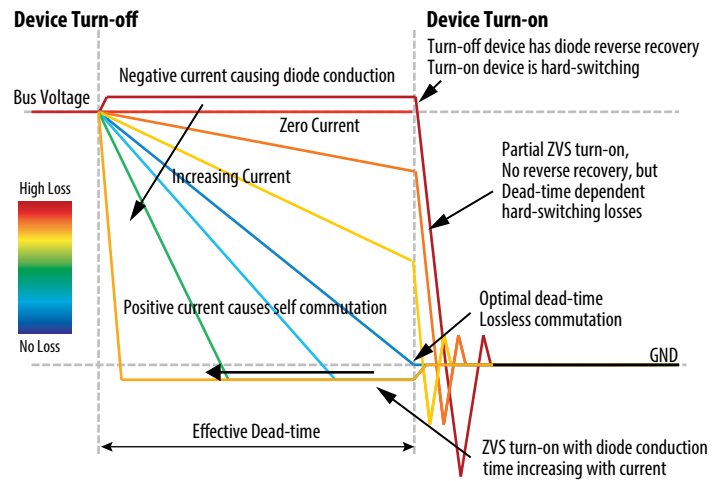 Device Turn-off
Device Turn-on
Turn-off device has diode reverse recovery
Turn-on device is hard-switching
Negative current causing diode conduction
Bus Voltage
Zero Current
Partial ZVS turn-on,
No reverse recovery, but
Dead-time dependent
hard-switching losses
Increasing Current
High Loss
No Loss
Positive current causes self commutation
Optimal dead-time
Lossless commutation
GND
Effective Dead-time
ZVS turn-on with diode conduction
time increasing with current